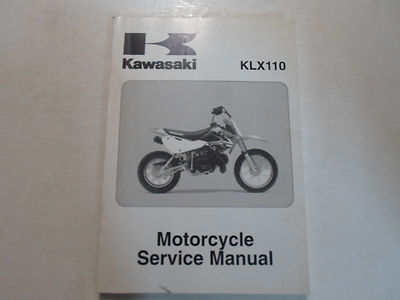 Kawasaki
KLX110
Motorcycle
Service Manual